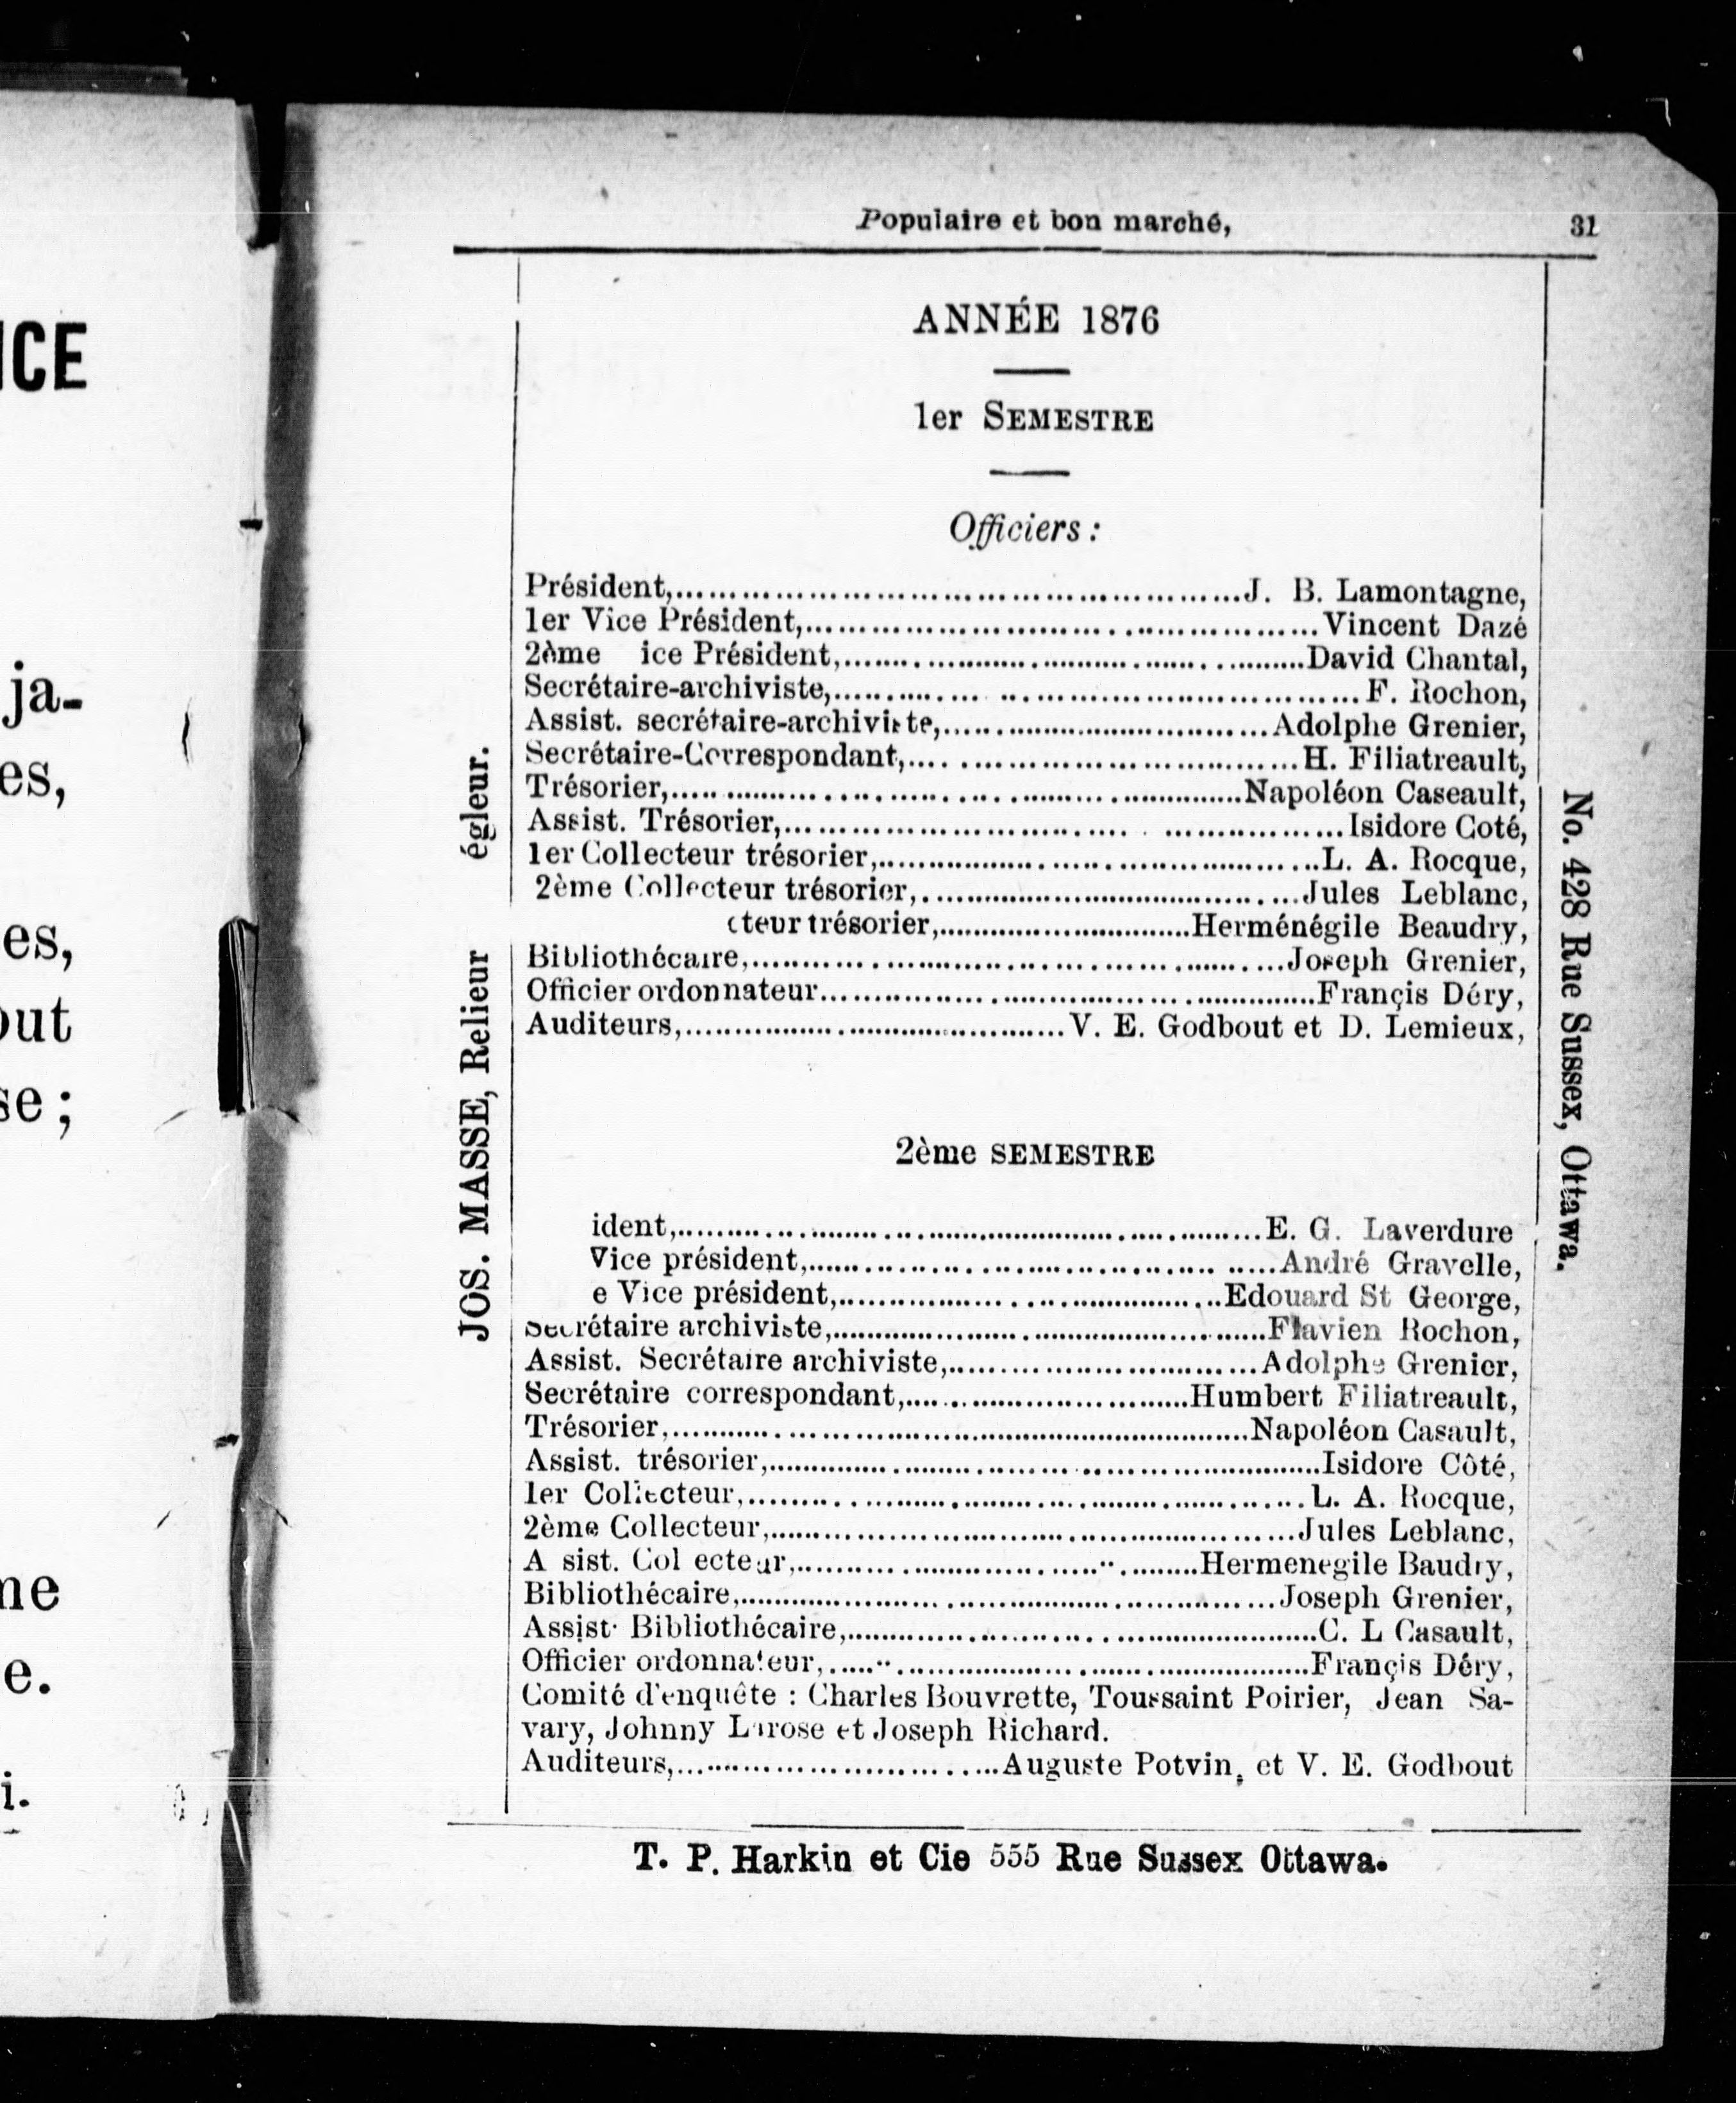 ICE
ja-
es,
es,
out
se ;
ne
e.
i.
Populaire et bon marché,
31
ANNÉE 1876
1er SEMESTRE
Officiers :
Président,..........J. B. Lamontagne,
1er Vice Président,..........Vincent Dazé
2ème ice Président,..........David Chantal,
Secrétaire-archiviste,..........F. Rochon,
Assist. secrétaire-archiviste,..........Adolphe Grenier,
Secrétaire-Correspondant,..........H. Filiatreault,
Trésorier,..........Napoléon Caseault,
Assist. Trésorier,..........Isidore Coté,
1er Collecteur trésorier,..........L. A. Rocque,
2ème Collecteur trésorier,..........Jules Leblanc,
cteur trésorier,..........Herménégile Beaudry,
Bibliothécaire,..........Joseph Grenier,
Officier ordonnateur..........Françis Déry,
Auditeurs,..........V. E. Godbout et D. Lemieux,
2ème SEMESTRE
ident,..........E. G. Laverdure
Vice président,..........André Gravelle,
e Vice président,..........Edouard St George,
Secrétaire archiviste,..........Flavien Rochon,
Assist. Secrétaire archiviste,..........Adolphe Grenier,
Secrétaire correspondant,..........Humbert Filiatreault,
Trésorier,..........Napoléon Casault,
Assist. trésorier,..........Isidore Côté,
1er Collecteur,..........L. A. Rocque,
2ème Collecteur,..........Jules Leblanc,
A sist. Col ecteur,..........Hermenegile Baudry,
Bibliothécaire,..........Joseph Grenier,
Assist· Bibliothécaire,..........C. L Casault,
Officier ordonnateur,..........Françis Déry,
Comité d'enquête : Charles Bouvrette, Toussaint Poirier, Jean Sa-
vary, Johnny Larose et Joseph Richard.
Auditeurs,..........Auguste Potvin, et V. E. Godbout
JOS. MASSE, Relieur égleur.
No. 428 Rue Sussex, Ottawa.
T. P. Harkin et Cie 555 Rue Sussex Ottawa.